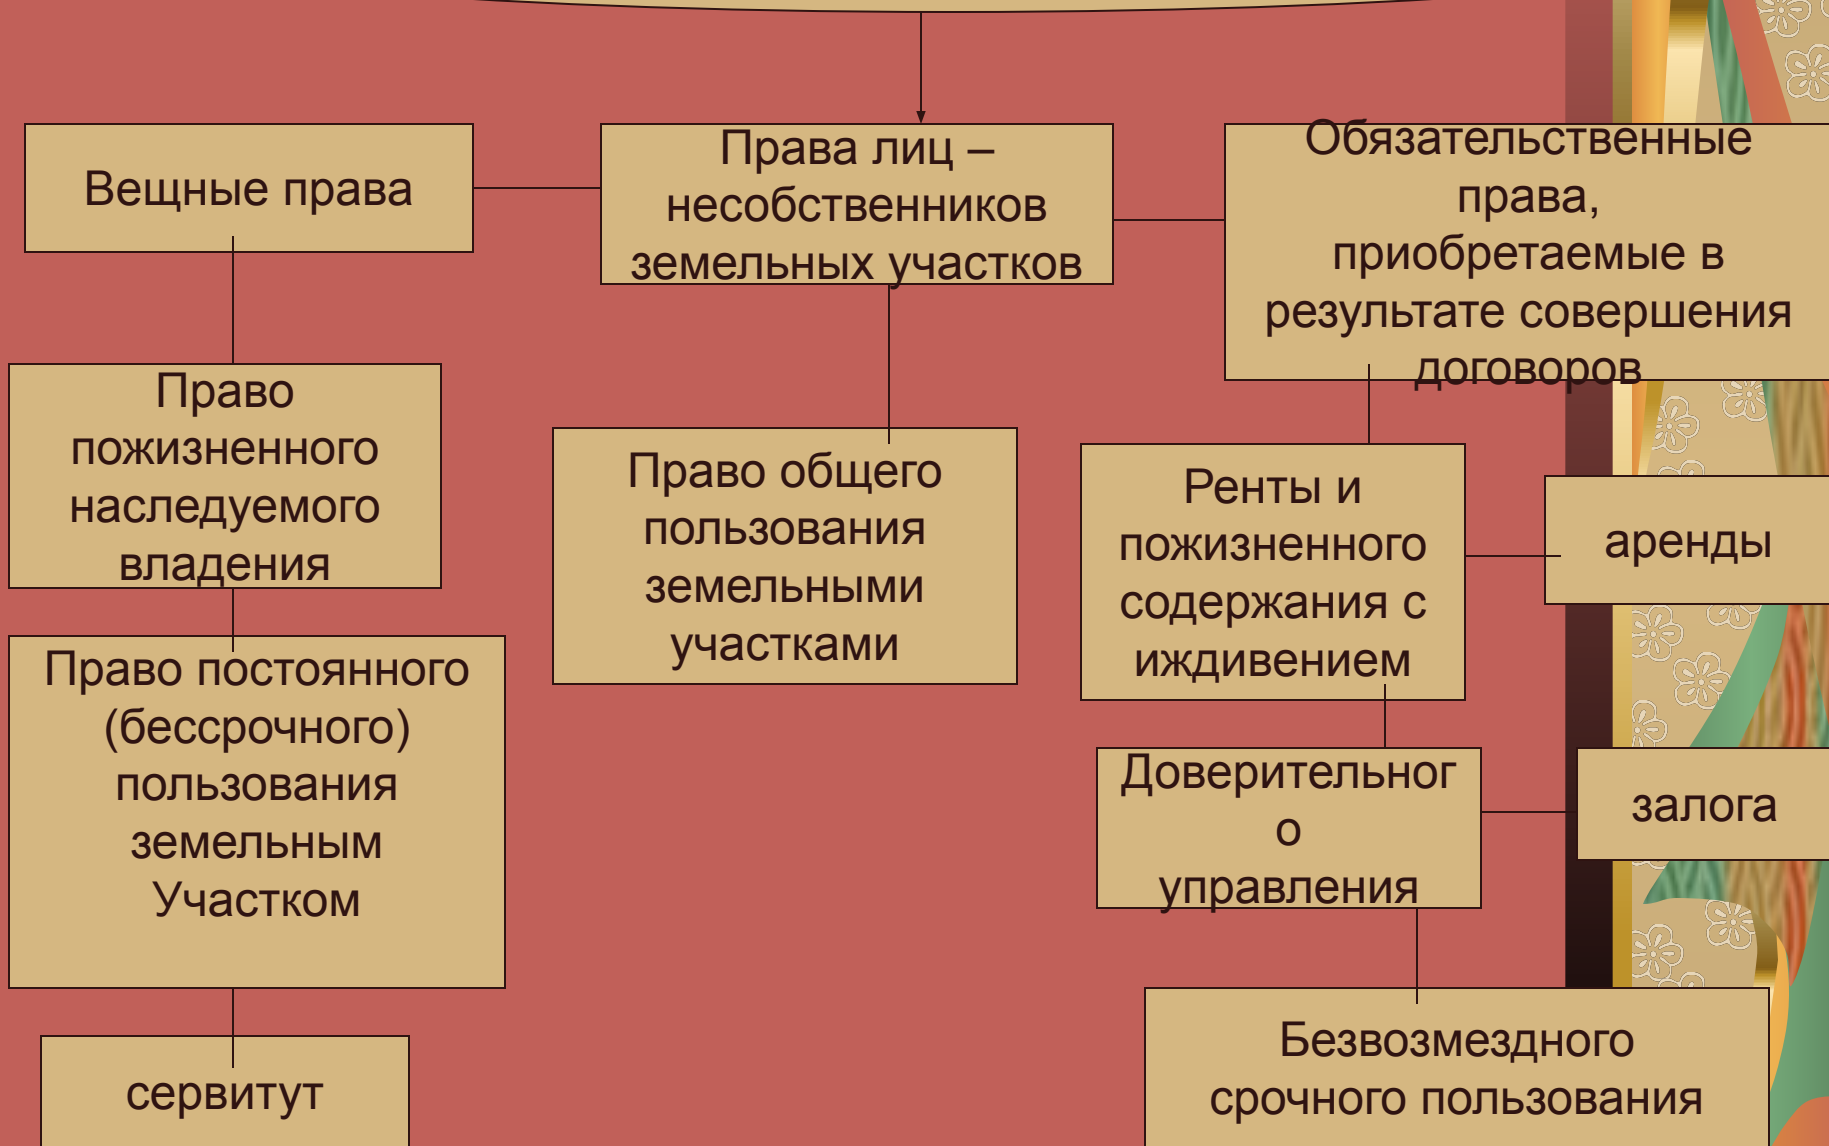 Вещные права
Права лиц –
несобственников
земельных участков
Обязательственные
права,
приобретаемые в
результате совершения
договоров
Право
пожизненного
наследуемого
владения
Право общего
пользования
земельными
участками
Ренты и
пожизненного
содержания с
иждивением
аренды
Право постоянного
(бессрочного)
пользования
земельным
Участком
Доверительног
о
управления
залога
сервитут
Безвозмездного
срочного пользования